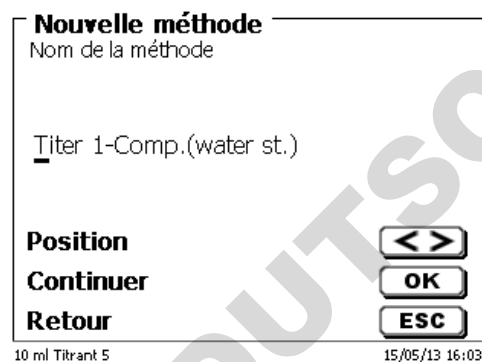 Nouvelle méthode
Nom de la méthode
Titer 1-Comp.(water st.)
Position < >
Continuer OK
Retour ESC
10 ml Titrant 5 15/05/13 16:03